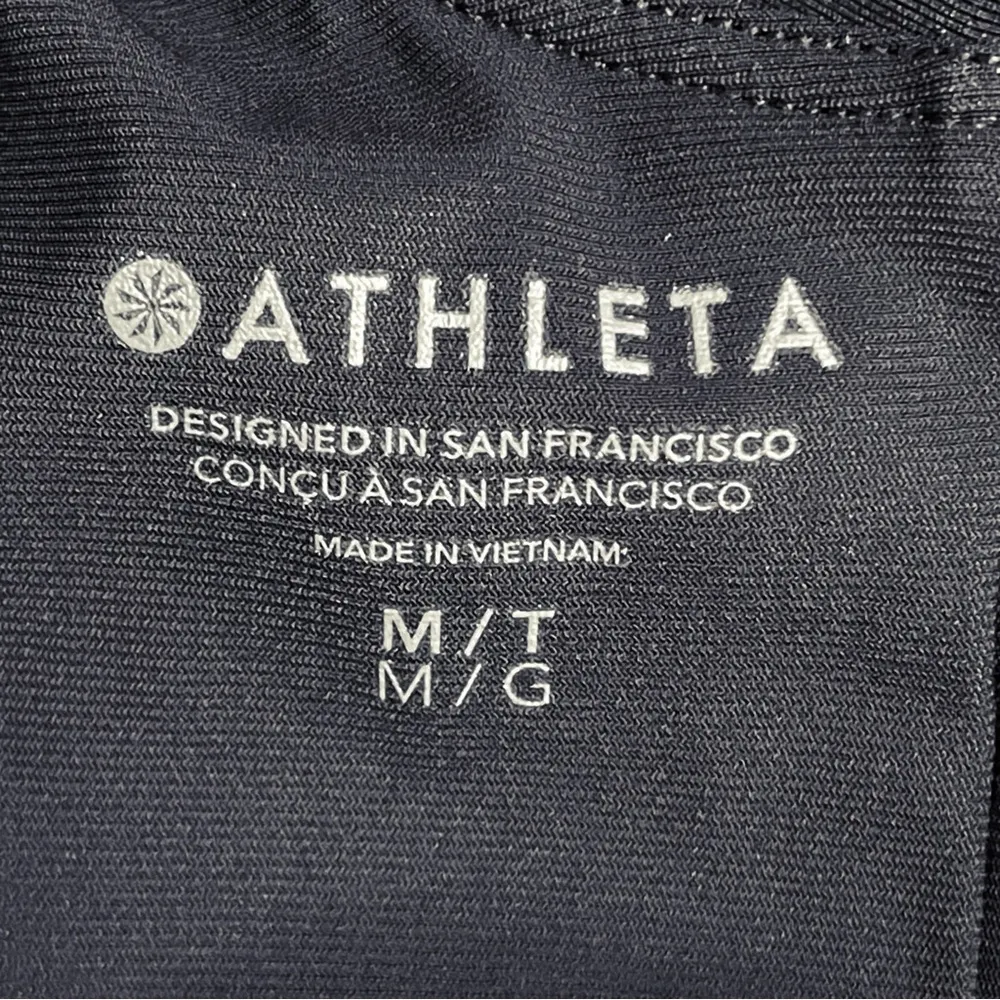 ATHLETA
DESIGNED IN SAN FRANCISCO
CONÇU À SAN FRANCISCO
MADE IN VIETNAM
M / T
M / G